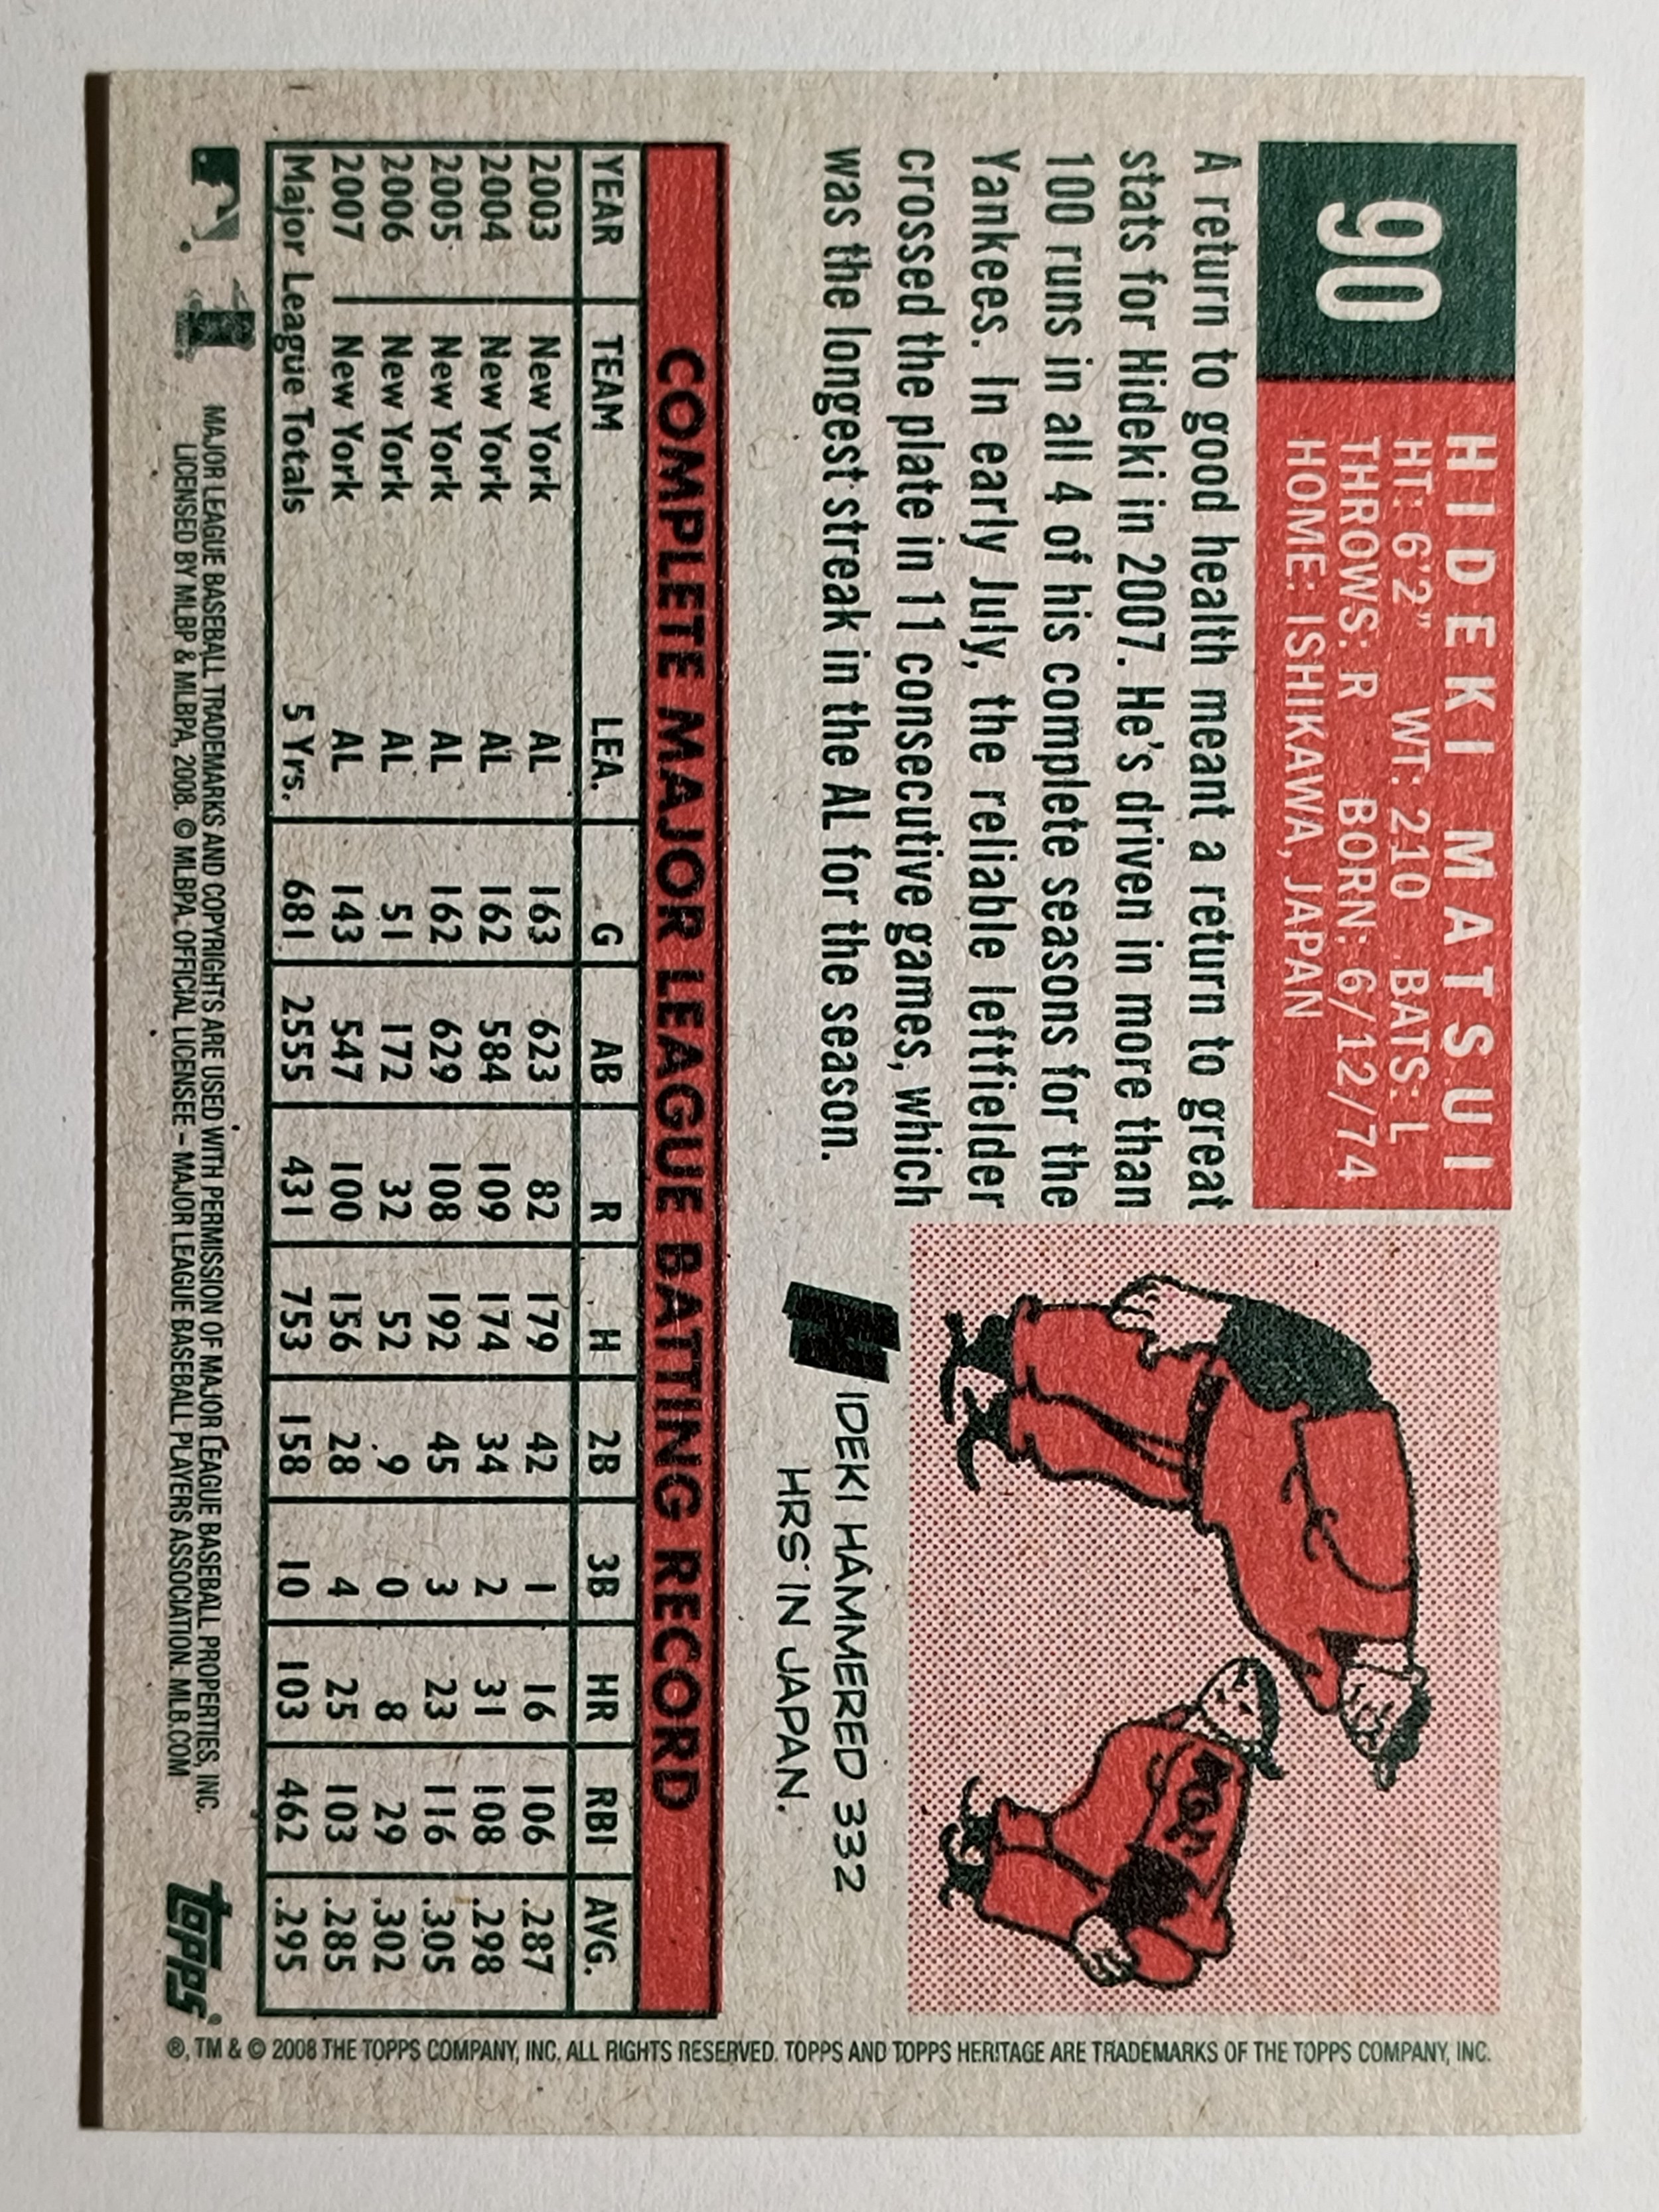 90
HIDEKI MATSUI
HT: 6'2" WT: 210 BATS: L
THROWS: R BORN: 6/12/74
HOME: ISHIKAWA, JAPAN
A return to good health meant a return to great
stats for Hideki in 2007. He's driven in more than
100 runs in all 4 of his complete seasons for the
Yankees. In early July, the reliable leftfielder
crossed the plate in 11 consecutive games, which
was the longest streak in the AL for the season.
HIDEKI HAMMERED 332
HRS IN JAPAN.
COMPLETE MAJOR LEAGUE BATTING RECORD
YEAR TEAM LEA. G AB R H 2B 3B HR RBI AVG.
2003 New York AL 163 623 82 179 42 1 16 106 .287
2004 New York AL 162 584 109 174 34 2 31 108 .298
2005 New York AL 162 629 108 192 45 3 23 116 .305
2006 New York AL 51 172 32 52 9 0 8 29 .302
2007 New York AL 143 547 100 156 28 4 25 103 .285
Major League Totals 5 Yrs. 681 2555 431 753 158 10 103 462 .295
MAJOR LEAGUE BASEBALL TRADEMARKS AND COPYRIGHTS ARE USED WITH PERMISSION OF MAJOR LEAGUE BASEBALL PROPERTIES, INC.
LICENSED BY MLBP & MLBPA, 2008. © MLBPA. OFFICIAL LICENSEE – MAJOR LEAGUE BASEBALL PLAYERS ASSOCIATION. MLB.COM
topps®
®, TM & © 2008 THE TOPPS COMPANY, INC. ALL RIGHTS RESERVED. TOPPS AND TOPPS HERITAGE ARE TRADEMARKS OF THE TOPPS COMPANY, INC.